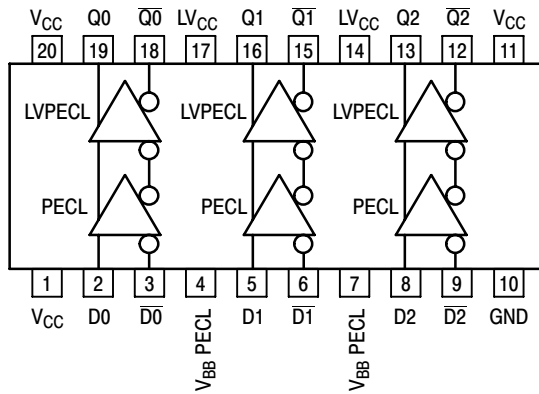 VCC Q0 Q0 LVCC Q1 Q1 LVCC Q2 Q2 VCC
20 19 18 17 16 15 14 13 12 11
LVPECL LVPECL LVPECL
PECL PECL PECL
1 2 3 4 5 6 7 8 9 10
VCC D0 D0 VBB PECL D1 D1 VBB PECL D2 D2 GND